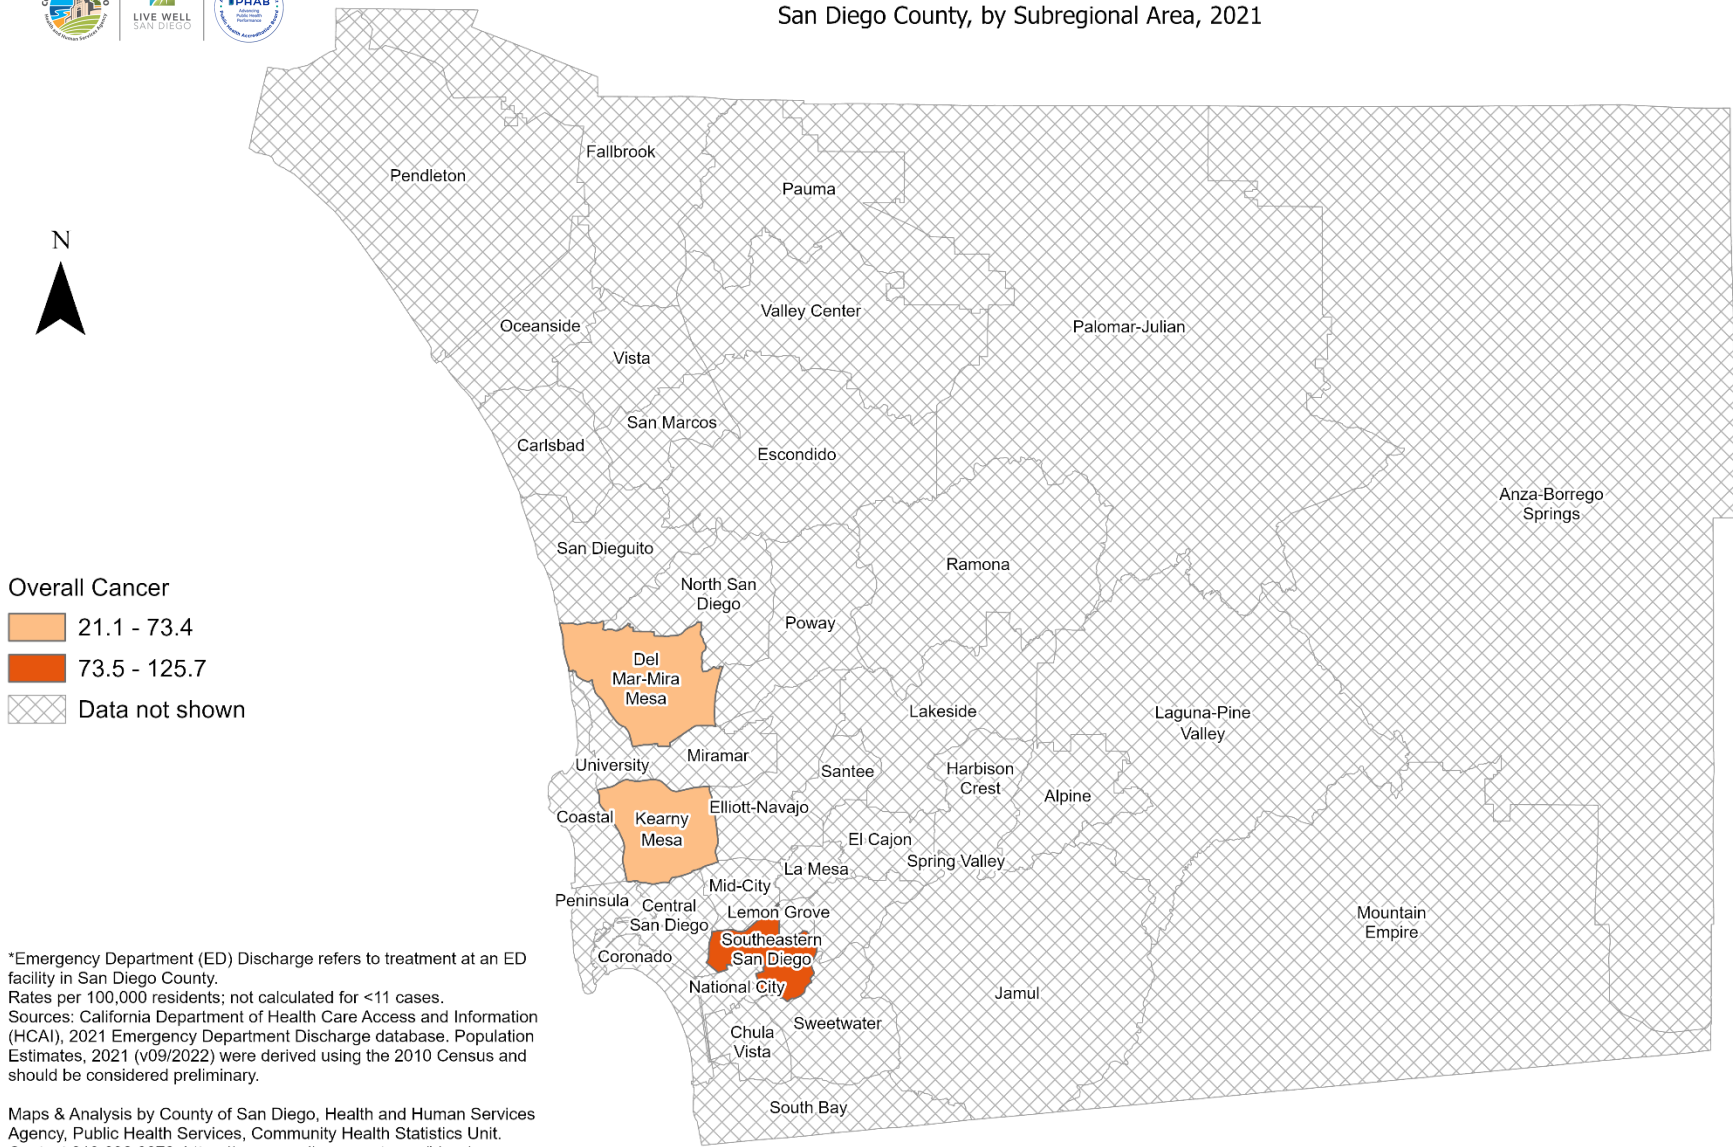 LIVE WELL
SAN DIEGO
PHAB
Advancing
Public Health
Performance
San Diego County, by Subregional Area, 2021
Fallbrook
Pendleton
Pauma
N
Valley Center
Oceanside
Palomar-Julian
Vista
San Marcos
Carlsbad
Escondido
Anza-Borrego
Springs
San Dieguito
Ramona
North San
Diego
Poway
Overall Cancer
21.1 - 73.4
73.5 - 125.7
Data not shown
Del
Mar-Mira
Mesa
Lakeside
Laguna-Pine
Valley
Miramar
University
Santee
Harbison
Crest
Alpine
Elliott-Navajo
Coastal
Kearny
Mesa
El Cajon
Spring Valley
La Mesa
Mid-City
Peninsula
Central
San Diego
Lemon Grove
Mountain
Empire
Southeastern
San Diego
Coronado
National City
Jamul
Sweetwater
Chula
Vista
South Bay
*Emergency Department (ED) Discharge refers to treatment at an ED
facility in San Diego County.
Rates per 100,000 residents; not calculated for <11 cases.
Sources: California Department of Health Care Access and Information
(HCAI), 2021 Emergency Department Discharge database. Population
Estimates, 2021 (v09/2022) were derived using the 2010 Census and
should be considered preliminary.
Maps & Analysis by County of San Diego, Health and Human Services
Agency, Public Health Services, Community Health Statistics Unit.